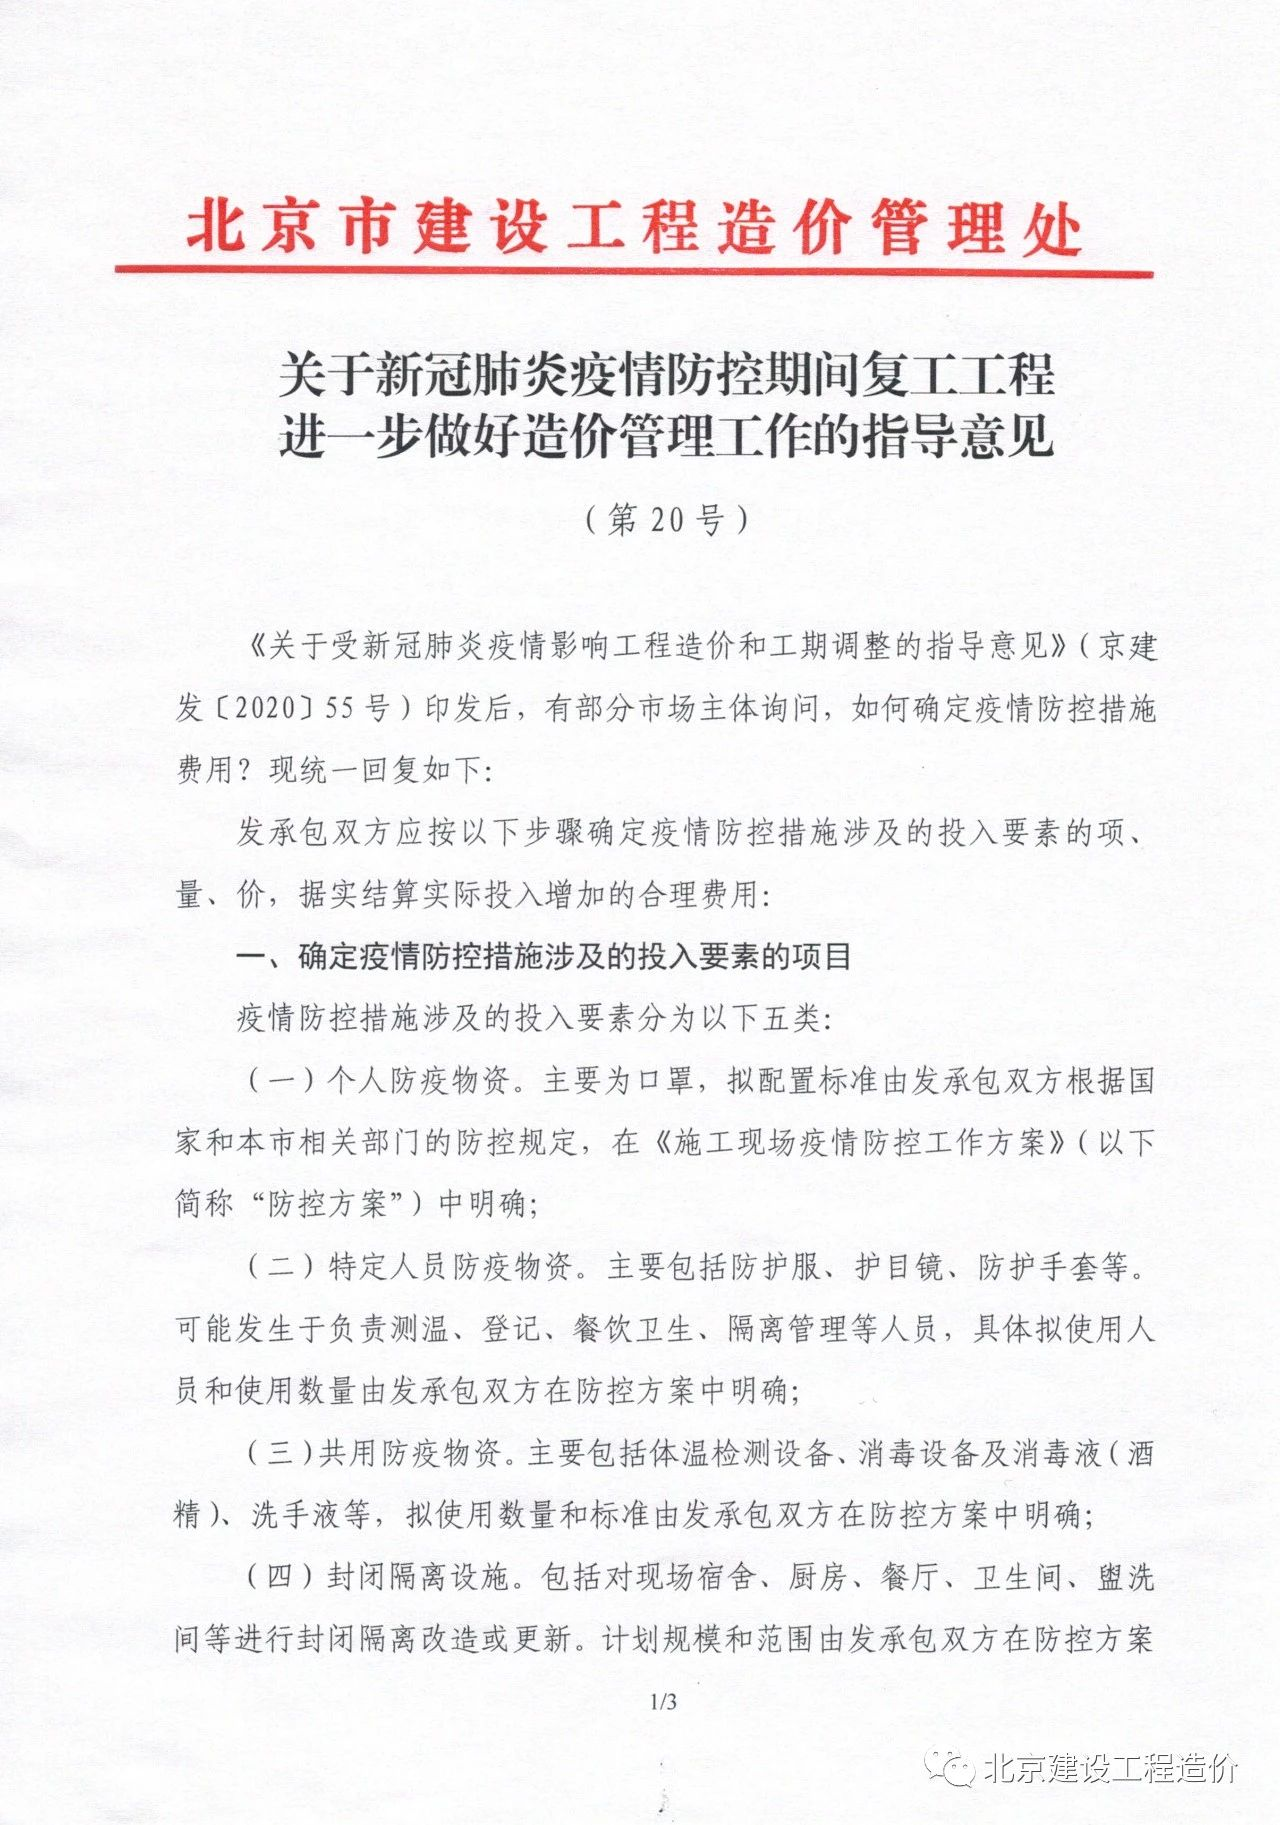 北京市建设工程造价管理处
关于新冠肺炎疫情防控期间复工工程
进一步做好造价管理工作的指导意见
（第 20 号）
《关于受新冠肺炎疫情影响工程造价和工期调整的指导意见》（京建
发〔2020〕55 号）印发后，有部分市场主体询问，如何确定疫情防控措施
费用？现统一回复如下：
发承包双方应按以下步骤确定疫情防控措施涉及的投入要素的项、
量、价，据实结算实际投入增加的合理费用：
一、确定疫情防控措施涉及的投入要素的项目
疫情防控措施涉及的投入要素分为以下五类：
（一）个人防疫物资。主要为口罩，拟配置标准由发承包双方根据国
家和本市相关部门的防控规定，在《施工现场疫情防控工作方案》（以下
简称“防控方案”）中明确；
（二）特定人员防疫物资。主要包括防护服、护目镜、防护手套等。
可能发生于负责测温、登记、餐饮卫生、隔离管理等人员，具体拟使用人
员和使用数量由发承包双方在防控方案中明确；
（三）共用防疫物资。主要包括体温检测设备、消毒设备及消毒液（酒
精）、洗手液等，拟使用数量和标准由发承包双方在防控方案中明确；
（四）封闭隔离设施。包括对现场宿舍、厨房、餐厅、卫生间、盥洗
间等进行封闭隔离改造或更新。计划规模和范围由发承包双方在防控方案
1/3
北京建设工程造价